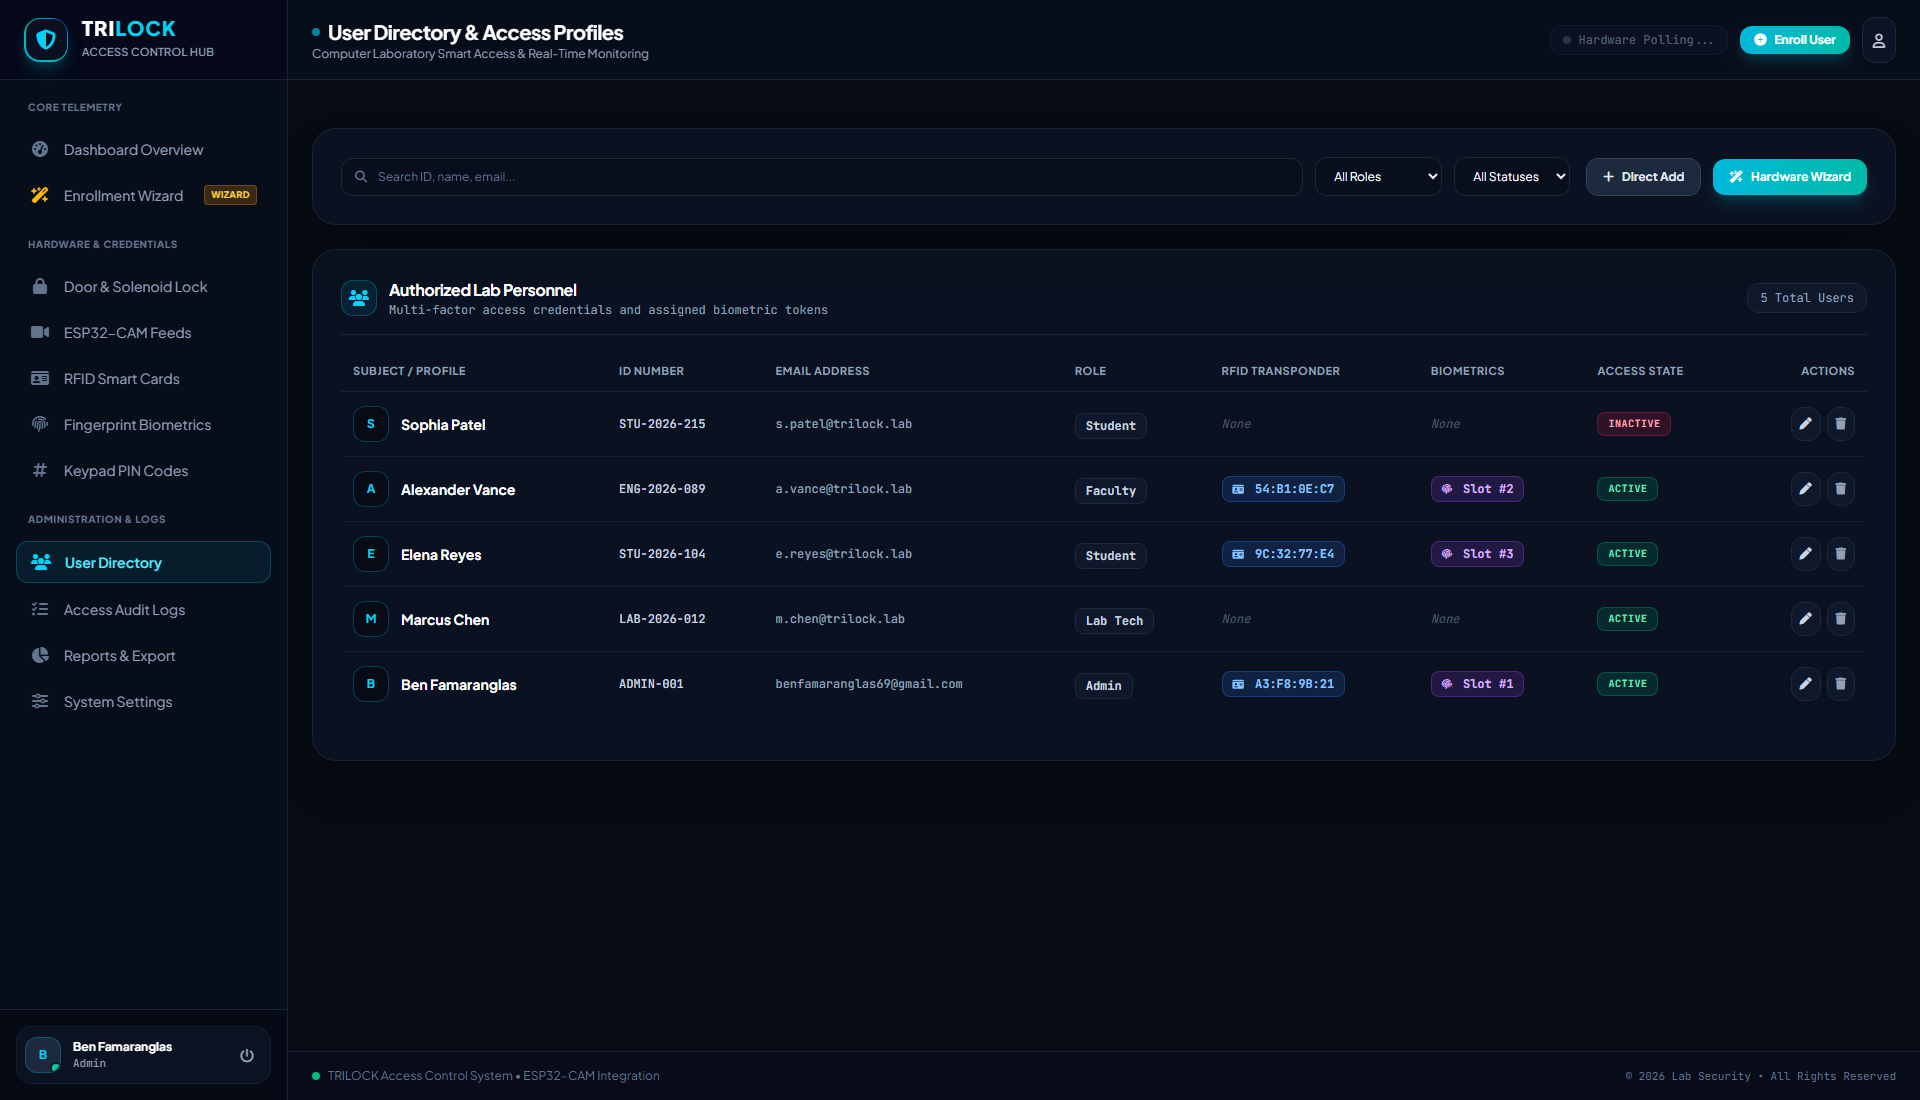 TRILOCK
ACCESS CONTROL HUB
CORE TELEMETRY
Dashboard Overview
Enrollment Wizard WIZARD
HARDWARE & CREDENTIALS
Door & Solenoid Lock
ESP32-CAM Feeds
RFID Smart Cards
Fingerprint Biometrics
Keypad PIN Codes
ADMINISTRATION & LOGS
User Directory
Access Audit Logs
Reports & Export
System Settings
B Ben Famaranglas
Admin
User Directory & Access Profiles
Computer Laboratory Smart Access & Real-Time Monitoring
Hardware Polling...
Enroll User
Search ID, name, email...
All Roles
All Statuses
Direct Add
Hardware Wizard
Authorized Lab Personnel
Multi-factor access credentials and assigned biometric tokens
5 Total Users
SUBJECT / PROFILE ID NUMBER EMAIL ADDRESS ROLE RFID TRANSPONDER BIOMETRICS ACCESS STATE ACTIONS
S Sophia Patel STU-2026-215 s.patel@trilock.lab Student None None INACTIVE
A Alexander Vance ENG-2026-089 a.vance@trilock.lab Faculty 54:B1:0E:C7 Slot #2 ACTIVE
E Elena Reyes STU-2026-104 e.reyes@trilock.lab Student 9C:32:77:E4 Slot #3 ACTIVE
M Marcus Chen LAB-2026-012 m.chen@trilock.lab Lab Tech None None ACTIVE
B Ben Famaranglas ADMIN-001 benfamaranglas69@gmail.com Admin A3:F8:9B:21 Slot #1 ACTIVE
TRILOCK Access Control System • ESP32-CAM Integration
© 2026 Lab Security • All Rights Reserved